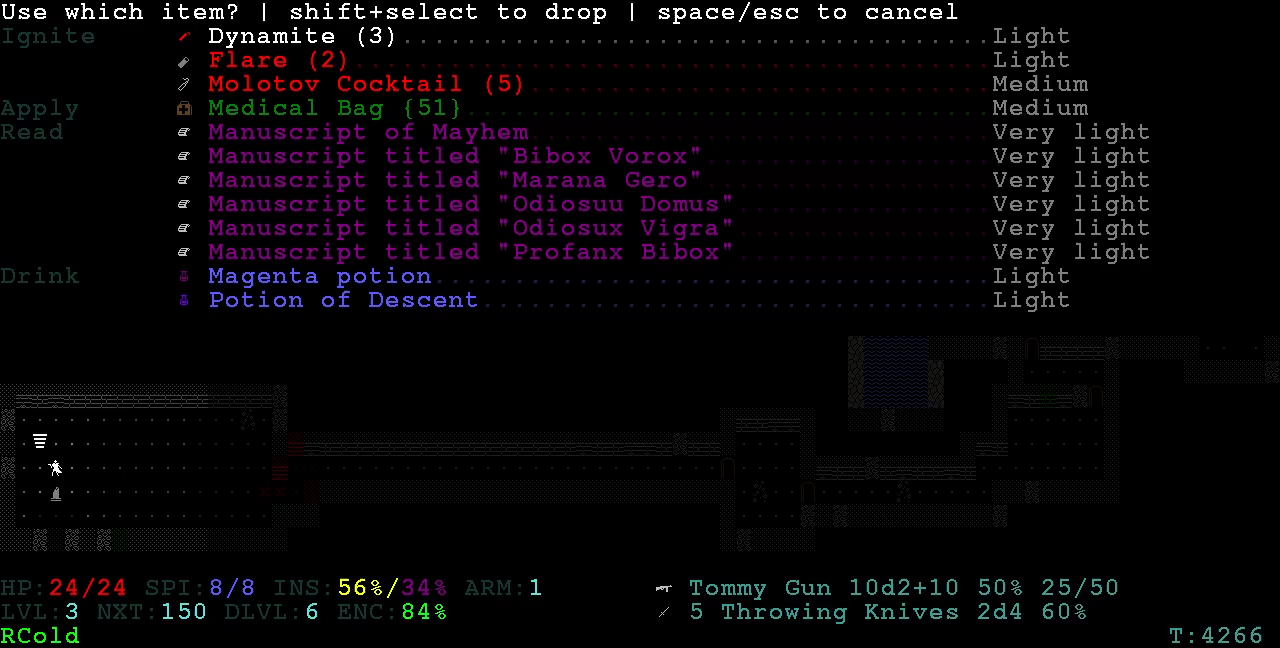 Use which item? | shift+select to drop | space/esc to cancel
Ignite Dynamite (3)......................................Light
Flare (2)......................................Light
Molotov Cocktail (5)......................................Medium
Apply Medical Bag {51}......................................Medium
Read Manuscript of Mayhem......................................Very light
Manuscript titled "Bibox Vorox"......................................Very light
Manuscript titled "Marana Gero"......................................Very light
Manuscript titled "Odiosuu Domus"......................................Very light
Manuscript titled "Odiosux Vigra"......................................Very light
Manuscript titled "Profanx Bibox"......................................Very light
Drink Magenta potion......................................Light
Potion of Descent......................................Light
HP:24/24 SPI:8/8 INS:56%/34% ARM:1 Tommy Gun 10d2+10 50% 25/50
LVL:3 NXT:150 DLVL:6 ENC:84% 5 Throwing Knives 2d4 60%
RCold T:4266